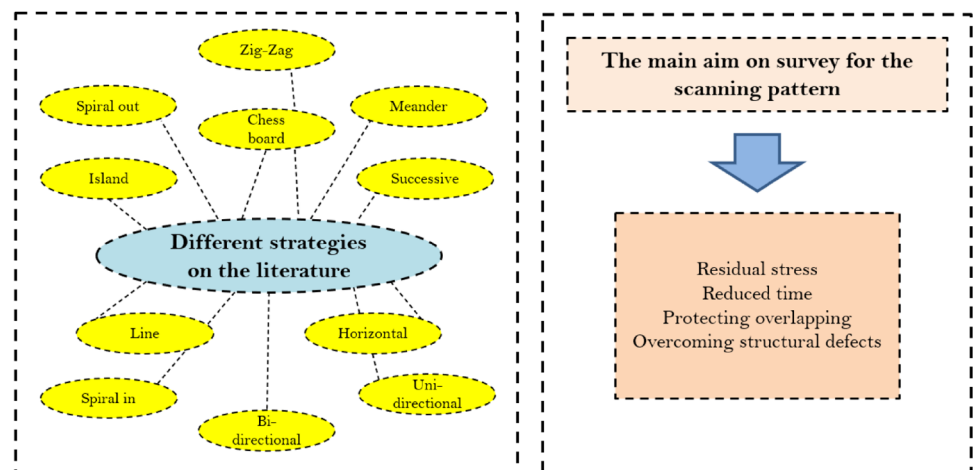 Zig-Zag
Spiral out
Chess
board
Meander
Island
Successive
Different strategies
on the literature
Line
Horizontal
Spiral in
Bi-
directional
Uni-
directional
The main aim on survey for the
scanning pattern
Residual stress
Reduced time
Protecting overlapping
Overcoming structural defects